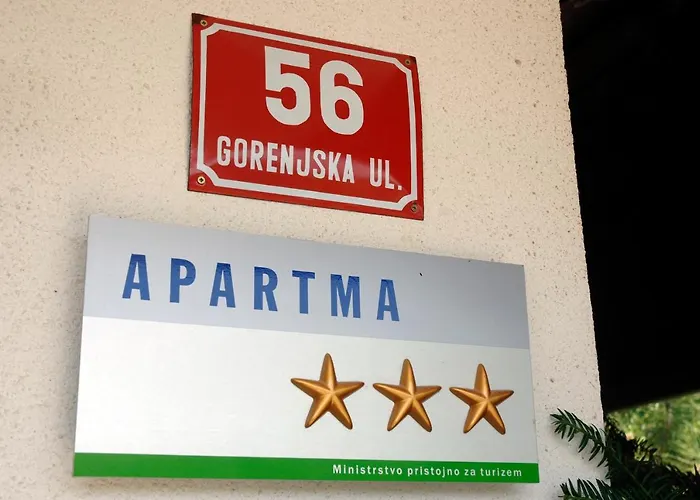 56
GORENJSKA UL.
APARTMA
Ministrstvo pristojno za turizem